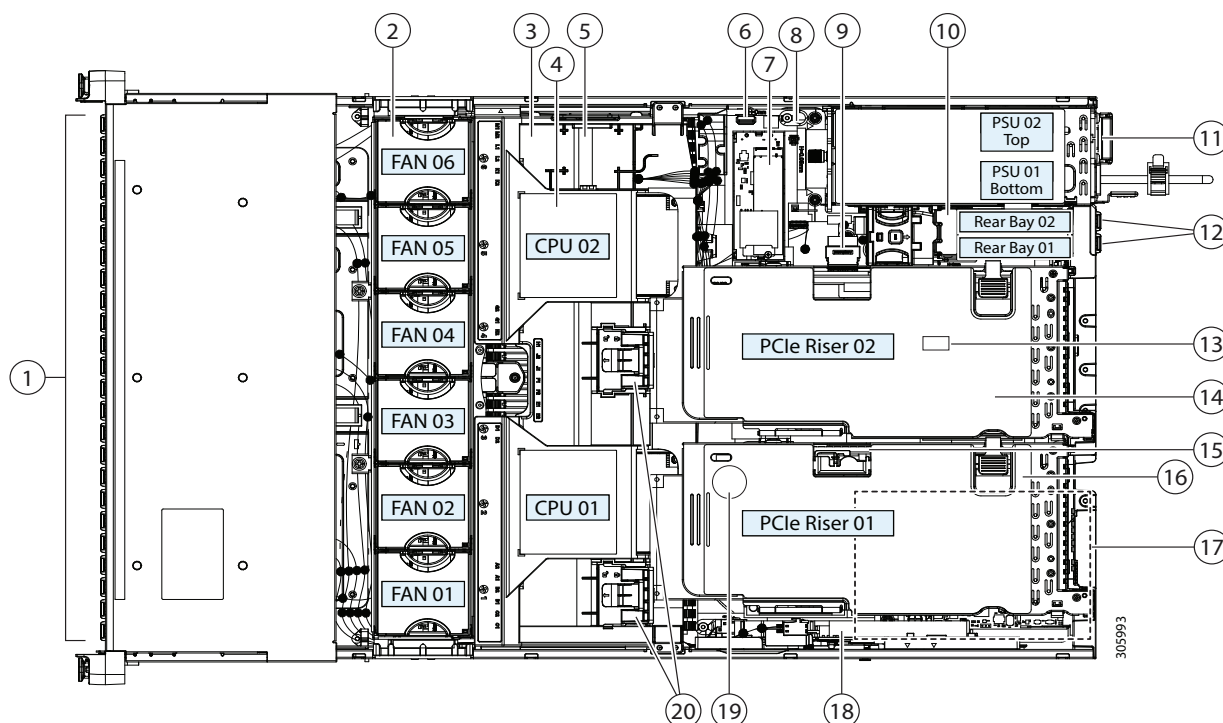 2
3
5
6
8
9
10
4
7
FAN 06
PSU 02
Top
11
PSU 01
Bottom
Rear Bay 02
12
FAN 05
CPU 02
Rear Bay 01
FAN 04
PCIe Riser 02
13
1
14
FAN 03
15
16
FAN 02
CPU 01
PCIe Riser 01
17
FAN 01
305993
20
19
18